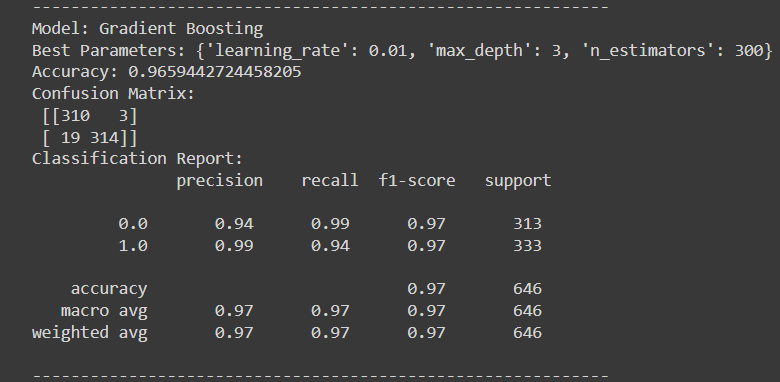 ------------------------------------------------------------
Model: Gradient Boosting
Best Parameters: {'learning_rate': 0.01, 'max_depth': 3, 'n_estimators': 300}
Accuracy: 0.9659442724458205
Confusion Matrix:
 [[310   3]
 [ 19 314]]
Classification Report:
              precision    recall  f1-score   support

         0.0       0.94      0.99      0.97       313
         1.0       0.99      0.94      0.97       333

    accuracy                           0.97       646
   macro avg       0.97      0.97      0.97       646
weighted avg       0.97      0.97      0.97       646

------------------------------------------------------------